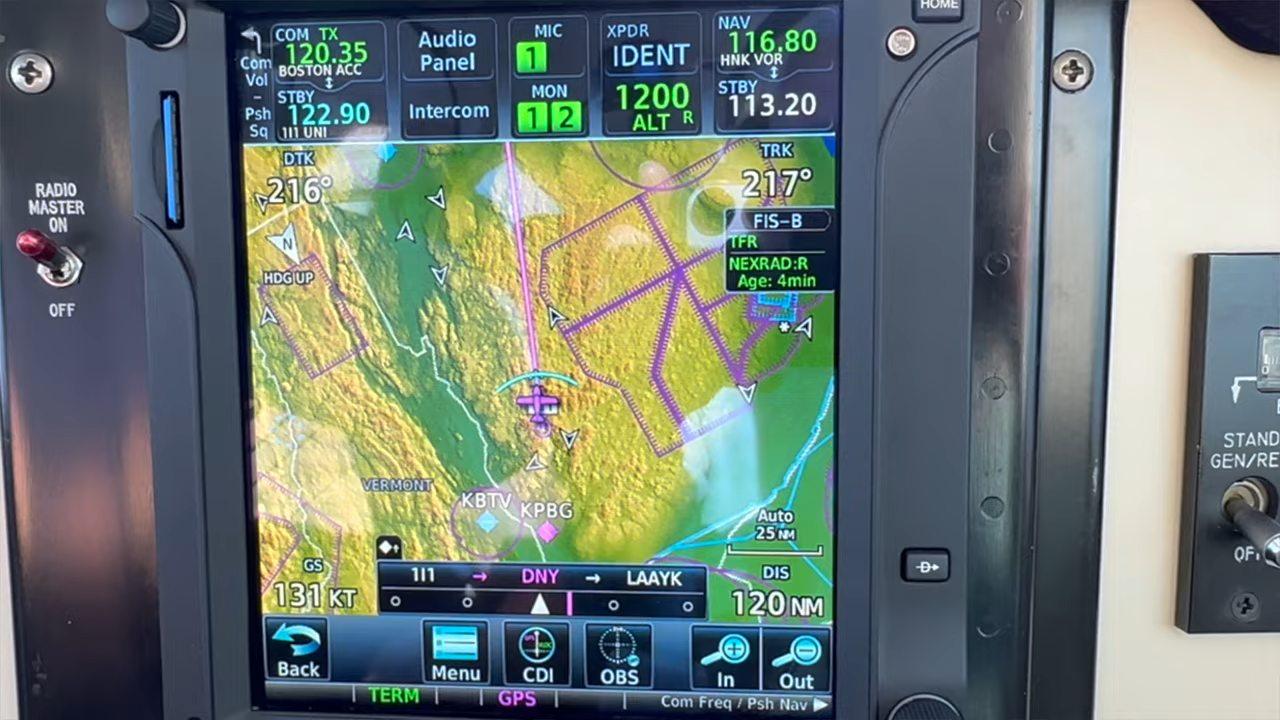 HOME
COM TX
120.35
BOSTON ACC
STBY
122.90
1I1 UNI
Com
Vol
–
Psh
Sq
Audio
Panel
Intercom
MIC
1
MON
1 2
XPDR
IDENT
1200
ALT R
NAV
116.80
HNK VOR
STBY
113.20
RADIO
MASTER
ON
OFF
DTK
216°
TRK
217°
N
HDG UP
FIS–B
TFR
NEXRAD:R
Age: 4min
VERMONT
KBTV
KPBG
Auto
25 NM
GS
131 KT
1I1 → DNY → LAAYK
DIS
120 NM
Back
Menu
CDI
OBS
In
Out
TERM
GPS
Com Freq / Psh Nav
STAND
GEN/RE